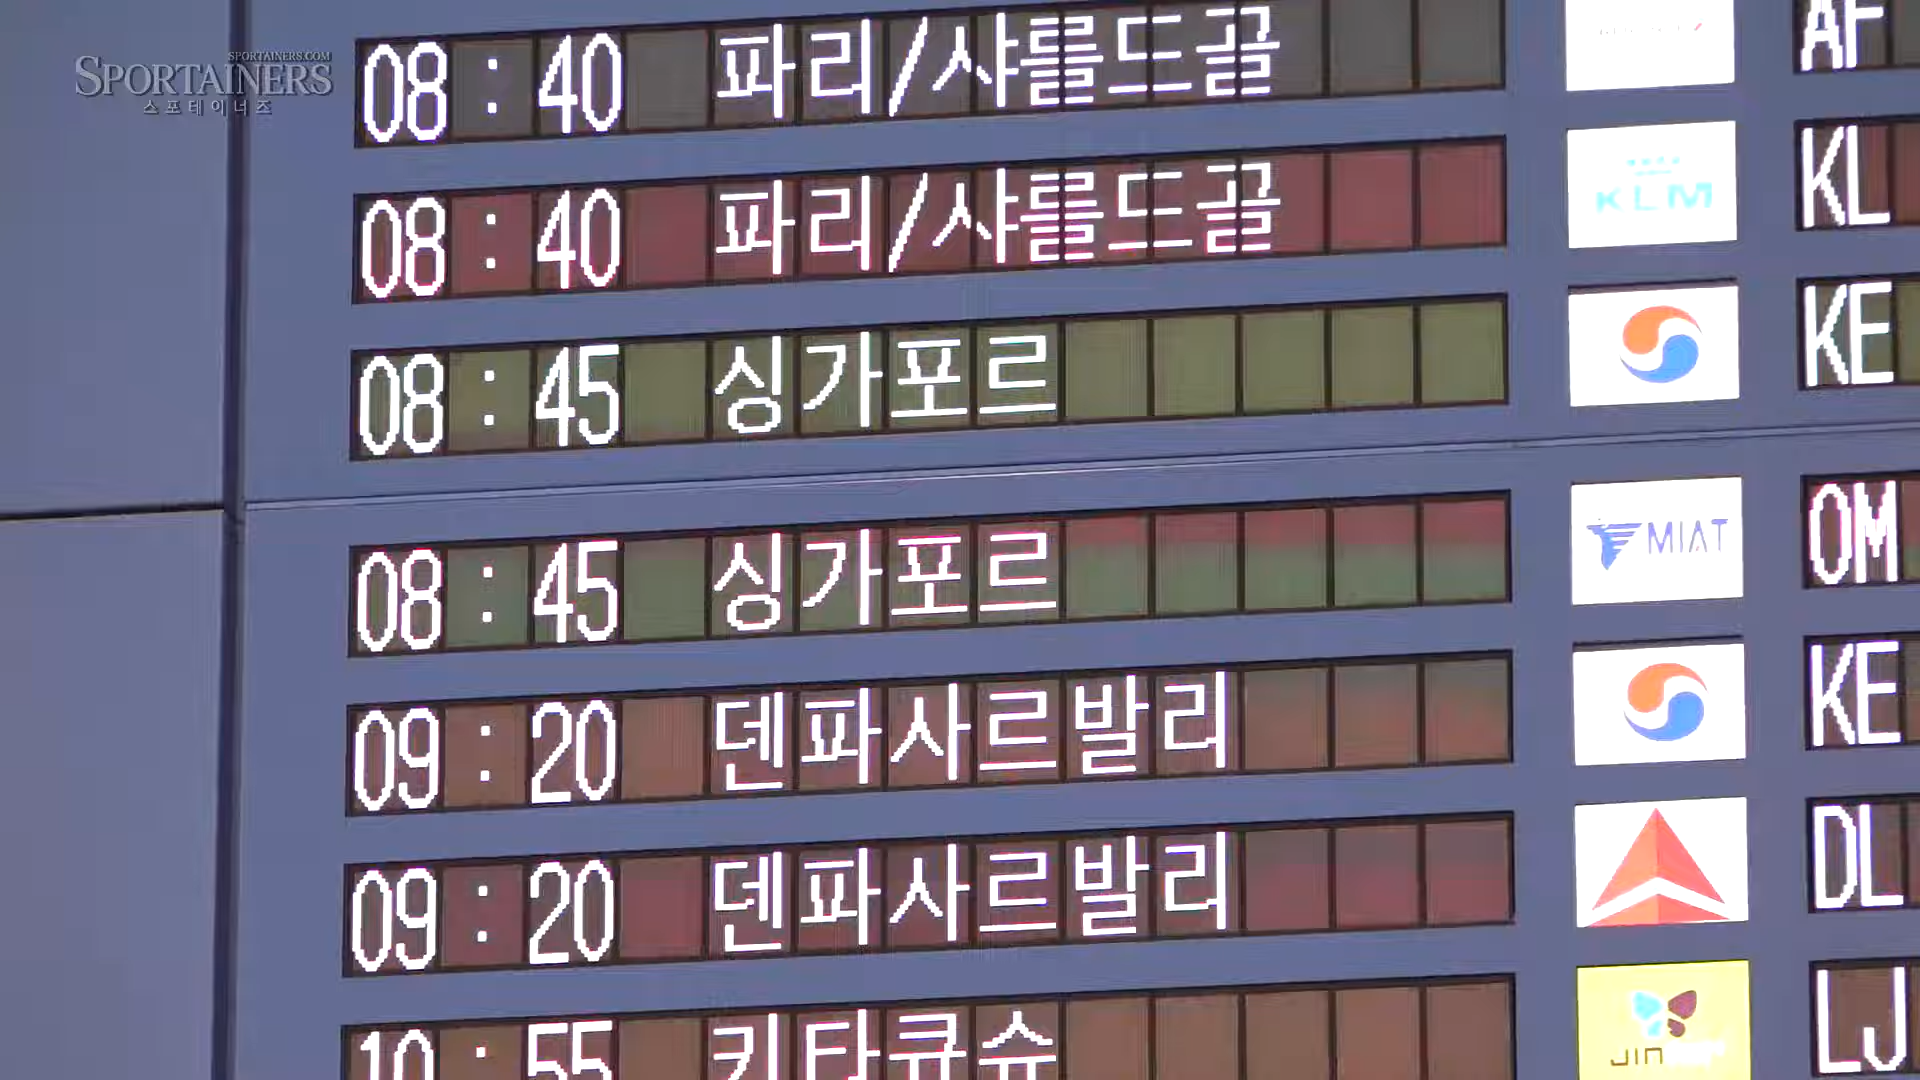 SPORTAINERS.COM
SPORTAINERS
스포테이너즈
08:40 파리/샤를드골 AF
08:40 파리/샤를드골 KLM KL
08:45 싱가포르 KE
08:45 싱가포르 MIAT OM
09:20 덴파사르발리 KE
09:20 덴파사르발리 DL
10:55 키타큐슈 JIN LJ